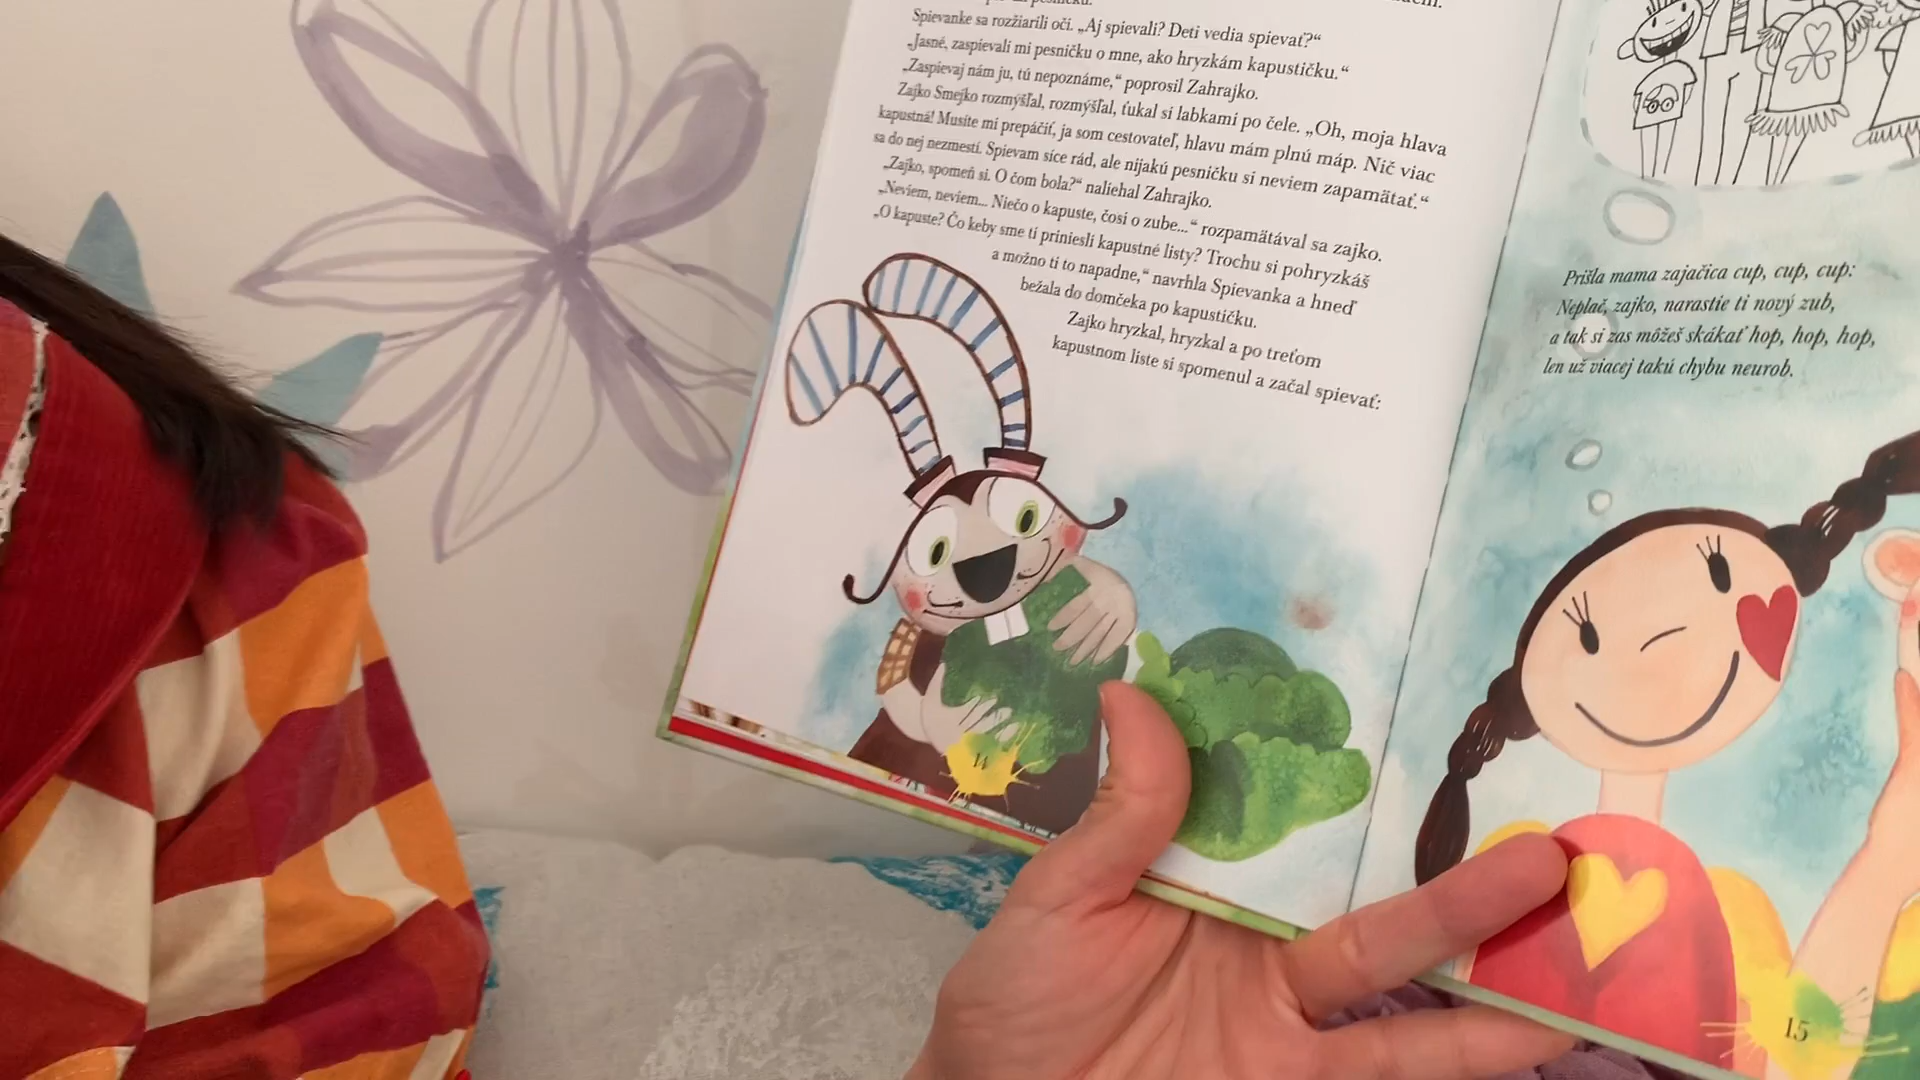 Spievanke sa rozžiarili oči. „Aj spievali? Deti vedia spievať?“
„Jasné, zaspievali mi pesničku o mne, ako hryzkám kapustičku.“
„Zaspievaj nám ju, tú nepoznáme,“ poprosil Zahrajko.
Zajko Smejko rozmýšľal, rozmýšľal, ťukal si labkami po čele. „Oh, moja hlava
kapustná! Musíte mi prepáčiť, ja som cestovateľ, hlavu mám plnú máp. Nič viac
sa do nej nezmestí. Spievam síce rád, ale nijakú pesničku si neviem zapamätať.“
„Zajko, spomeň si. O čom bola?“ naliehal Zahrajko.
„Neviem, neviem... Niečo o kapuste, čosi o zube...“ rozpamätával sa zajko.
„O kapuste? Čo keby sme ti priniesli kapustné listy? Trochu si pohryzkáš
a možno ti to napadne,“ navrhla Spievanka a hneď
bežala do domčeka po kapustičku.
Zajko hryzkal, hryzkal a po treťom
kapustnom liste si spomenul a začal spievať:
14
Prišla mama zajačica cup, cup, cup:
Neplač, zajko, narastie ti nový zub,
a tak si zas môžeš skákať hop, hop, hop,
len už viacej takú chybu neurob.
15